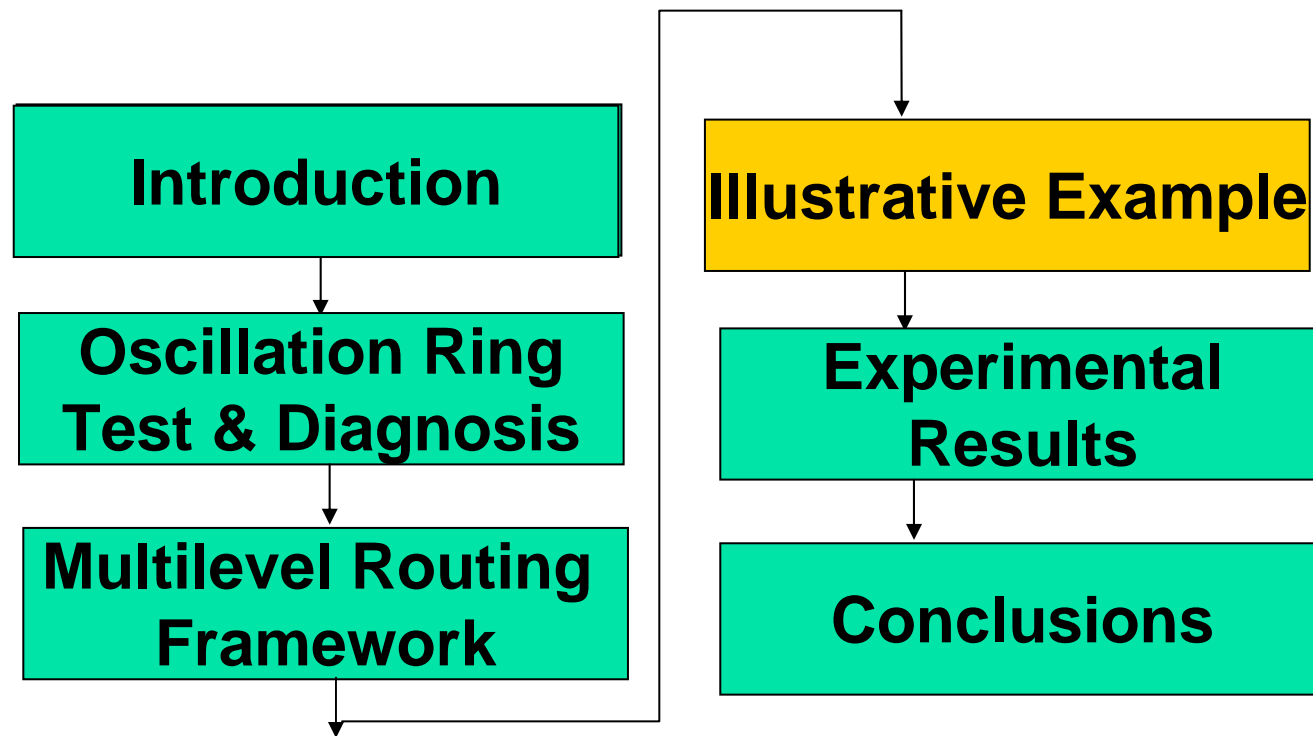 Introduction
Oscillation Ring
Test & Diagnosis
Multilevel Routing
Framework
Illustrative Example
Experimental
Results
Conclusions